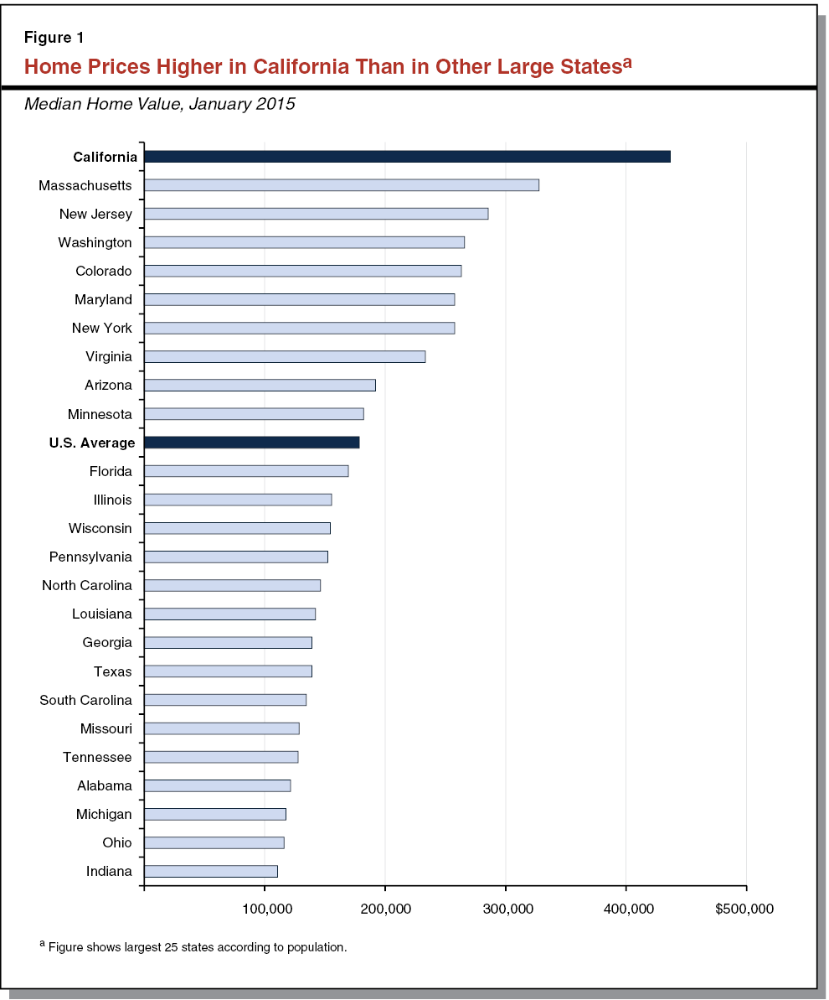 Figure 1
Home Prices Higher in California Than in Other Large Statesa
Median Home Value, January 2015
California
Massachusetts
New Jersey
Washington
Colorado
Maryland
New York
Virginia
Arizona
Minnesota
U.S. Average
Florida
Illinois
Wisconsin
Pennsylvania
North Carolina
Louisiana
Georgia
Texas
South Carolina
Missouri
Tennessee
Alabama
Michigan
Ohio
Indiana
100,000 200,000 300,000 400,000 $500,000
a Figure shows largest 25 states according to population.